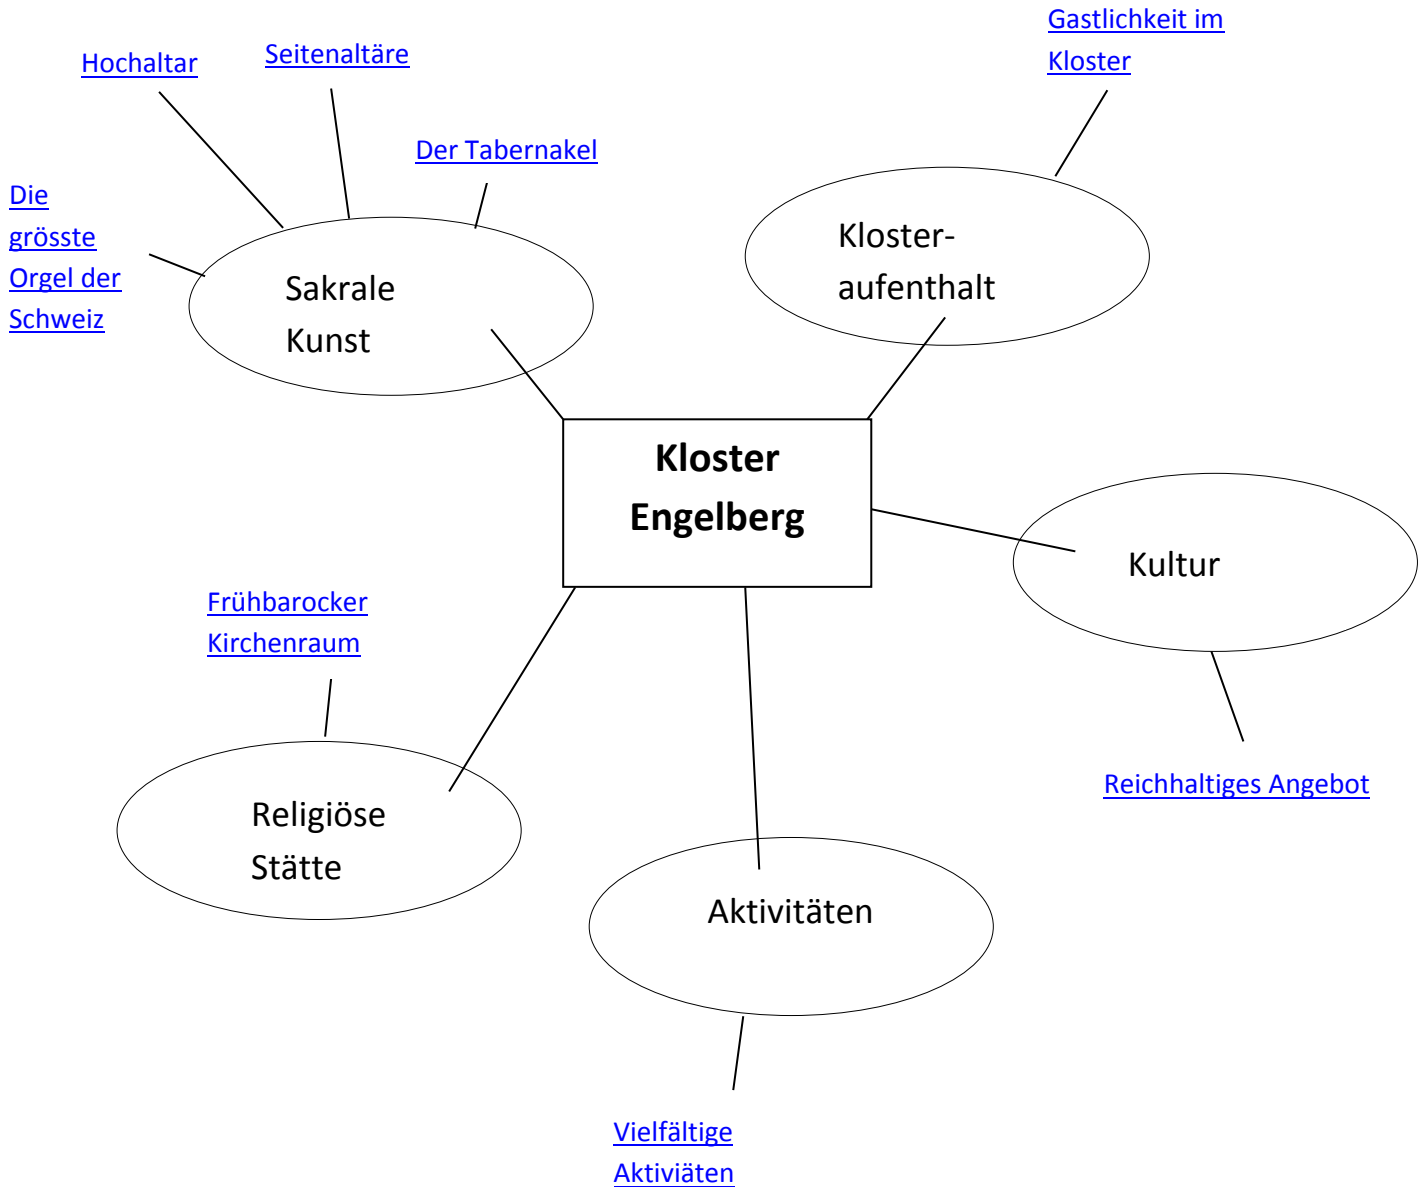 Gastlichkeit im
Kloster
Seitenaltäre
Hochaltar
Der Tabernakel
Die
grösste
Orgel der
Schweiz
Sakrale
Kunst
Kloster-
aufenthalt
Kloster
Engelberg
Kultur
Frühbarocker
Kirchenraum
Reichhaltiges Angebot
Religiöse
Stätte
Aktivitäten
Vielfältige
Aktiviäten